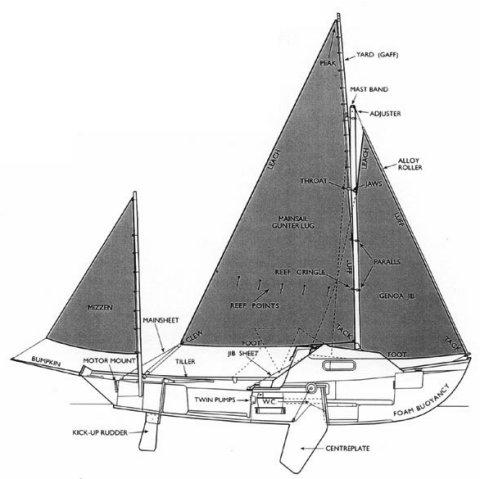 PEAK
YARD (GAFF)
MAST BAND
ADJUSTER
LEACH
LEACH
ALLOY
ROLLER
THROAT
JAWS
LUFF
MAINSAIL
GUNTER LUG
PARALLS
REEF CRINGLE
LUFF
REEF POINTS
GENOA JIB
MIZZEN
MAINSHEET
CLEW
FOOT
TACK
JIB SHEET
FOOT
TACK
BUMPKIN
MOTOR MOUNT
TILLER
TWIN PUMPS
WC
FOAM BUOYANCY
KICK-UP RUDDER
CENTREPLATE